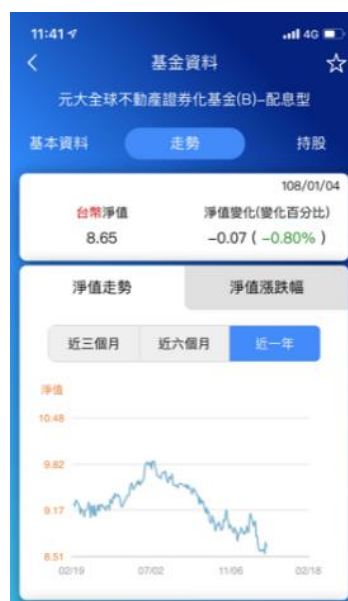 11:41 4G
基金資料
元大全球不動產證券化基金(B)-配息型
基本資料 走勢 持股
108/01/04
台幣淨值 淨值變化(變化百分比)
8.65 -0.07 ( -0.80% )
淨值走勢 淨值漲跌幅
近三個月 近六個月 近一年
淨值
10.48
9.82
9.17
8.51
02/19 07/02 11/06 02/18